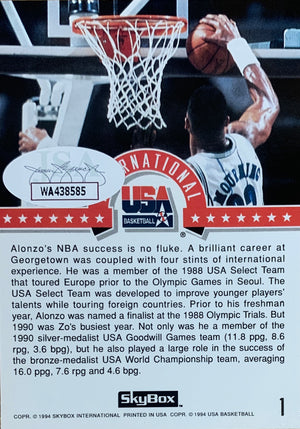 INTERNATIONAL
MOURNING
WA438585
USA
BASKETBALL
®
Alonzo's NBA success is no fluke. A brilliant career at
Georgetown was coupled with four stints of international
experience. He was a member of the 1988 USA Select Team
that toured Europe prior to the Olympic Games in Seoul. The
USA Select Team was developed to improve younger players'
talents while touring foreign countries. Prior to his freshman
year, Alonzo was named a finalist at the 1988 Olympic Trials. But
1990 was Zo's busiest year. Not only was he a member of the
1990 silver-medalist USA Goodwill Games team (11.8 ppg, 8.6
rpg, 3.6 bpg), but he also played a large role in the success of
the bronze-medalist USA World Championship team, averaging
16.0 ppg, 7.6 rpg and 4.6 bpg.
SkyBox
1
COPR. © 1994 SKYBOX INTERNATIONAL PRINTED IN USA COPR. © 1994 USA BASKETBALL